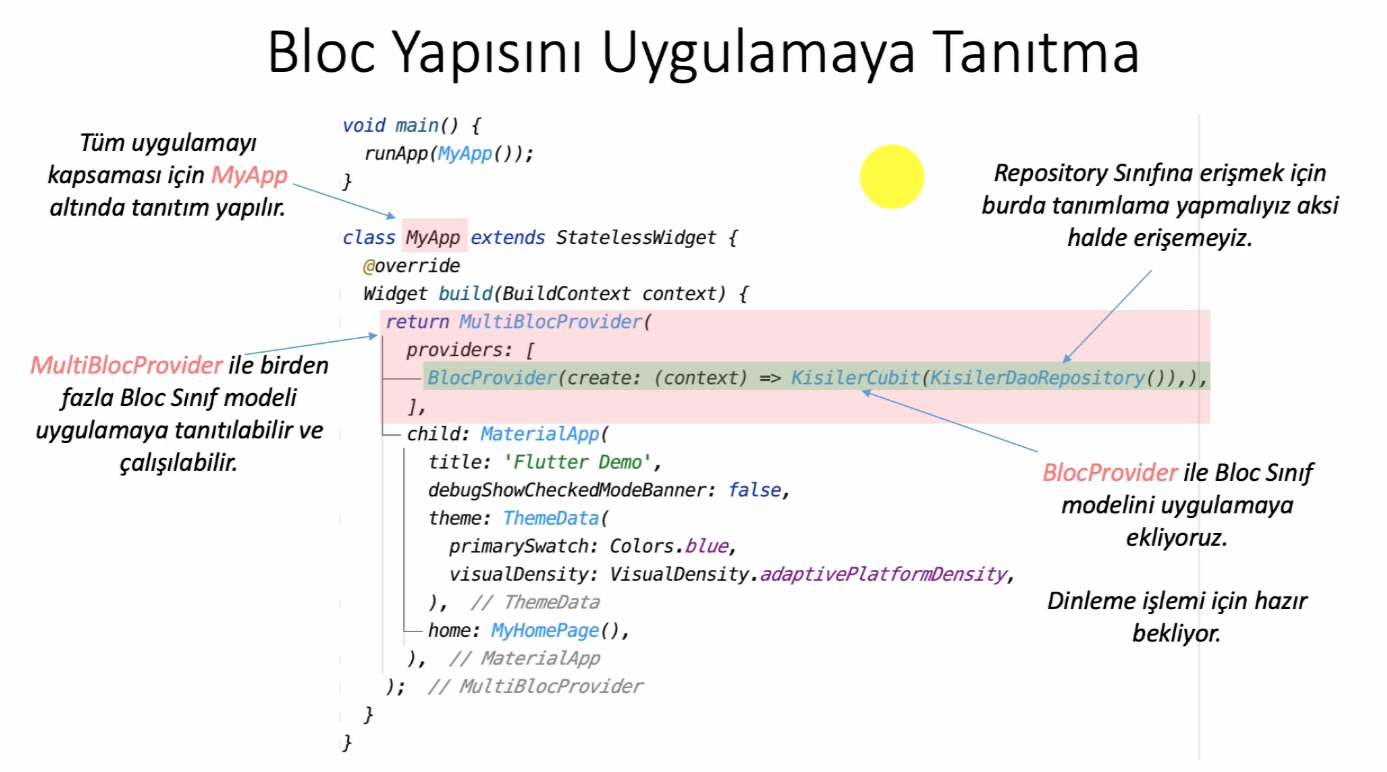 Bloc Yapısını Uygulamaya Tanıtma
Tüm uygulamayı
kapsaması için MyApp
altında tanıtım yapılır.
MultiBlocProvider ile birden
fazla Bloc Sınıf modeli
uygulamaya tanıtılabilir ve
çalışılabilir.
void main() {
  runApp(MyApp());
}
class MyApp extends StatelessWidget {
  @override
  Widget build(BuildContext context) {
    return MultiBlocProvider(
      providers: [
        BlocProvider(create: (context) => KisilerCubit(KisilerDaoRepository()),),
      ],
      child: MaterialApp(
        title: 'Flutter Demo',
        debugShowCheckedModeBanner: false,
        theme: ThemeData(
          primarySwatch: Colors.blue,
          visualDensity: VisualDensity.adaptivePlatformDensity,
        ),  // ThemeData
        home: MyHomePage(),
      ),  // MaterialApp
    );  // MultiBlocProvider
  }
}
Repository Sınıfına erişmek için
burda tanımlama yapmalıyız aksi
halde erişemeyiz.
BlocProvider ile Bloc Sınıf
modelini uygulamaya
ekliyoruz.
Dinleme işlemi için hazır
bekliyor.